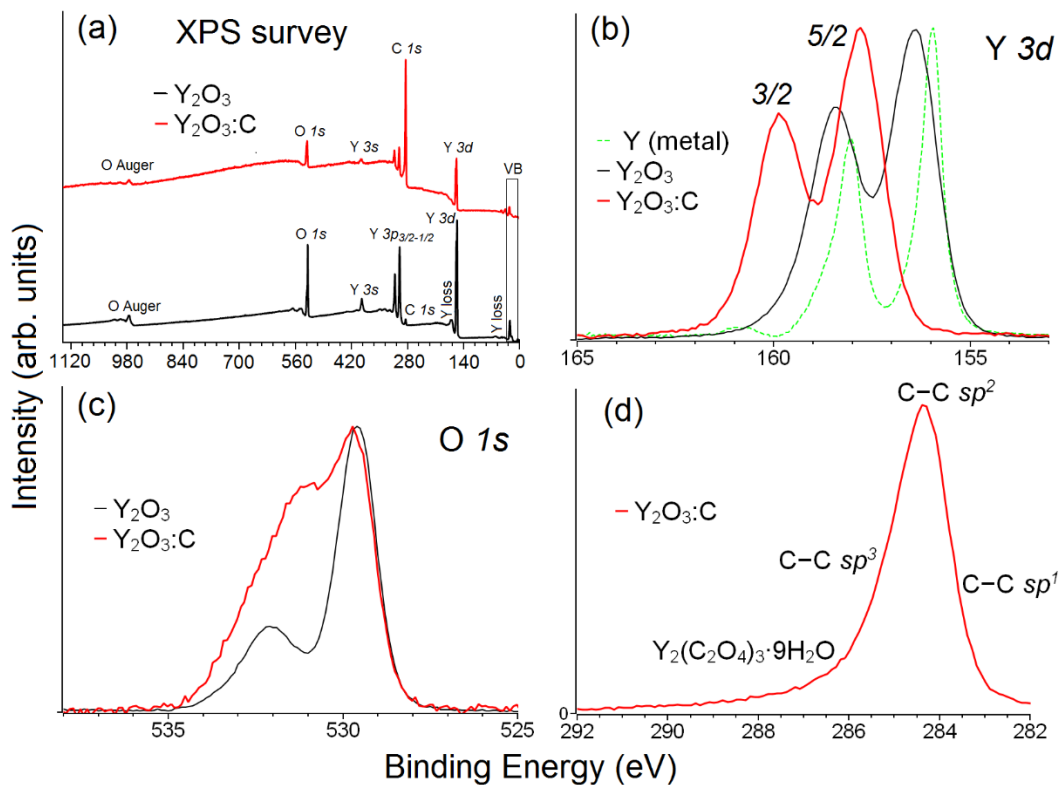 (a) XPS survey
Y₂O₃
Y₂O₃:C
C 1s
O 1s
Y 3s
Y 3d
O Auger
VB
O 1s
Y 3p3/2-1/2
Y 3d
Y 3s
C 1s
O Auger
Y loss
Y loss
1120 980 840 700 560 420 280 140 0
(b)
5/2
Y 3d
3/2
Y (metal)
Y₂O₃
Y₂O₃:C
165 160 155
Intensity (arb. units)
(c)
O 1s
Y₂O₃
Y₂O₃:C
535 530 525
(d)
C−C sp²
Y₂O₃:C
C−C sp³
C−C sp¹
Y₂(C₂O₄)₃·9H₂O
0
292 290 288 286 284 282
Binding Energy (eV)